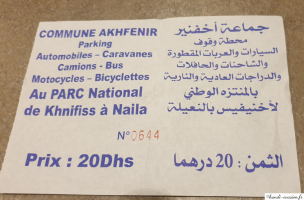 COMMUNE AKHFENIR
Parking
Automobiles – Caravanes
Camions - Bus
Motocycles – Bicyclettes
Au PARC National
de Khnifiss à Naila
جماعة أخفنير
محطة وقوف
السيارات والعربات المقطورة
والشاحنات والحافلات
والدراجات العادية والنارية
بالمنتزه الوطني
لأخنيفيس بالنعيلة
N° 0644
Prix : 20Dhs
الثمن : 20 درهما